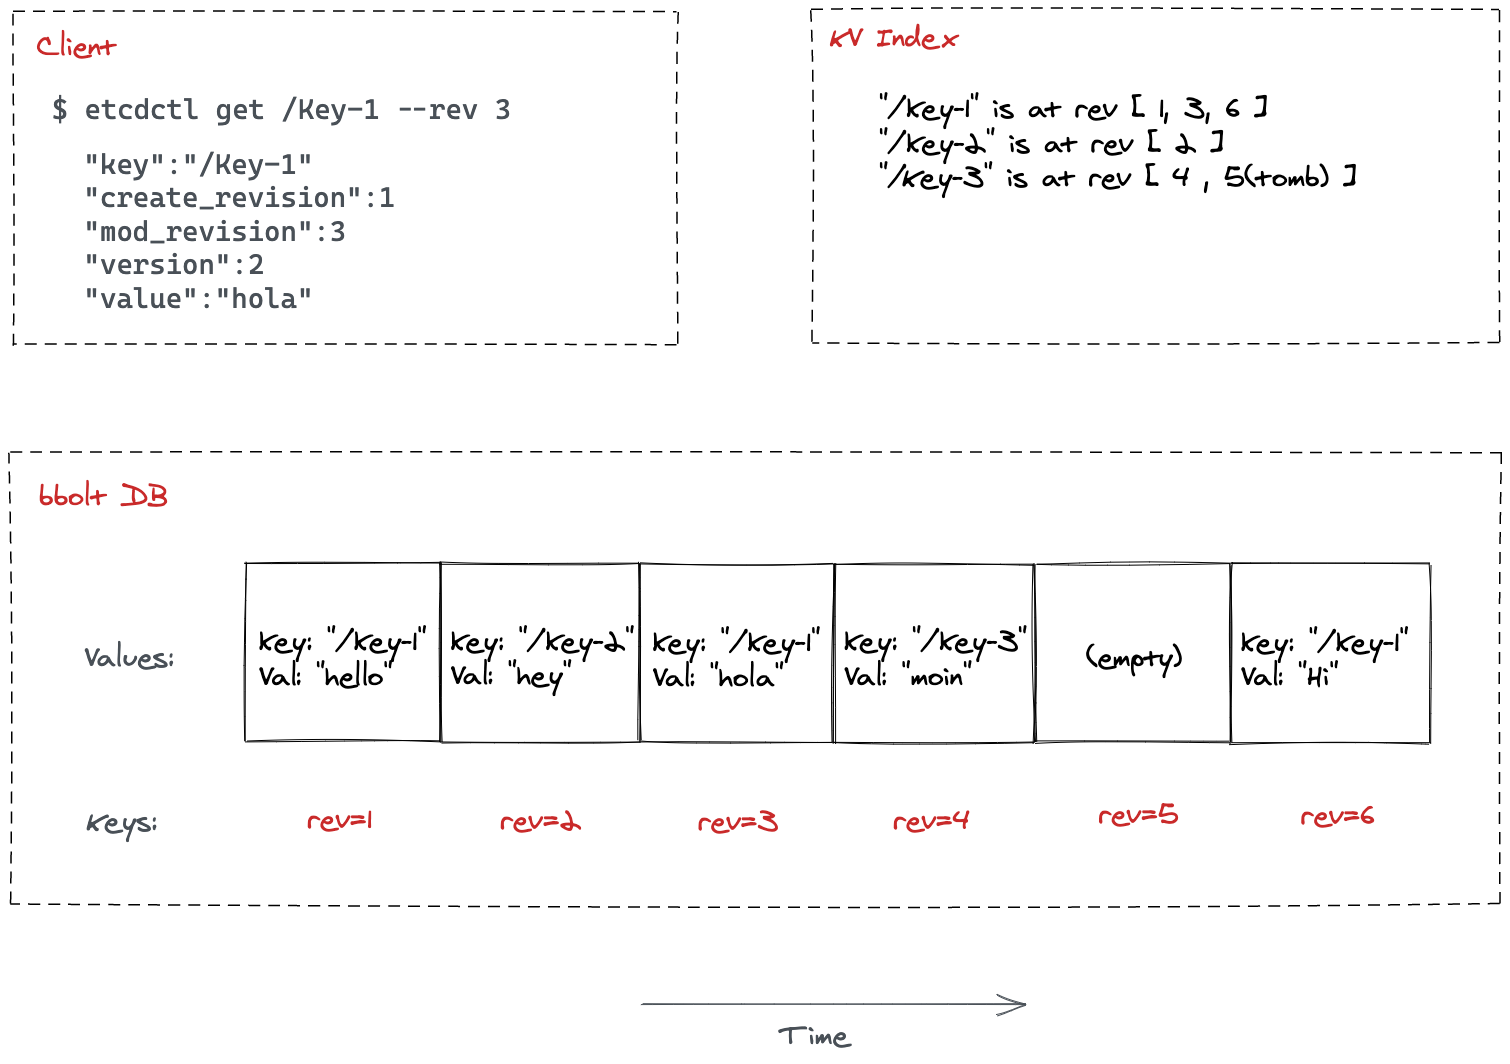 Client
$ etcdctl get /Key-1 --rev 3
"key":"/Key-1"
"create_revision":1
"mod_revision":3
"version":2
"value":"hola"
KV Index
"/Key-1" is at rev [ 1, 3, 6 ]
"/Key-2" is at rev [ 2 ]
"/Key-3" is at rev [ 4 , 5(tomb) ]
bbolt DB
Values:
Key: "/Key-1"
Val: "hello"
Key: "/Key-2"
Val: "hey"
Key: "/Key-1"
Val: "hola"
Key: "/Key-3"
Val: "moin"
(empty)
Key: "/Key-1"
Val: "Hi"
Keys:
rev=1
rev=2
rev=3
rev=4
rev=5
rev=6
Time